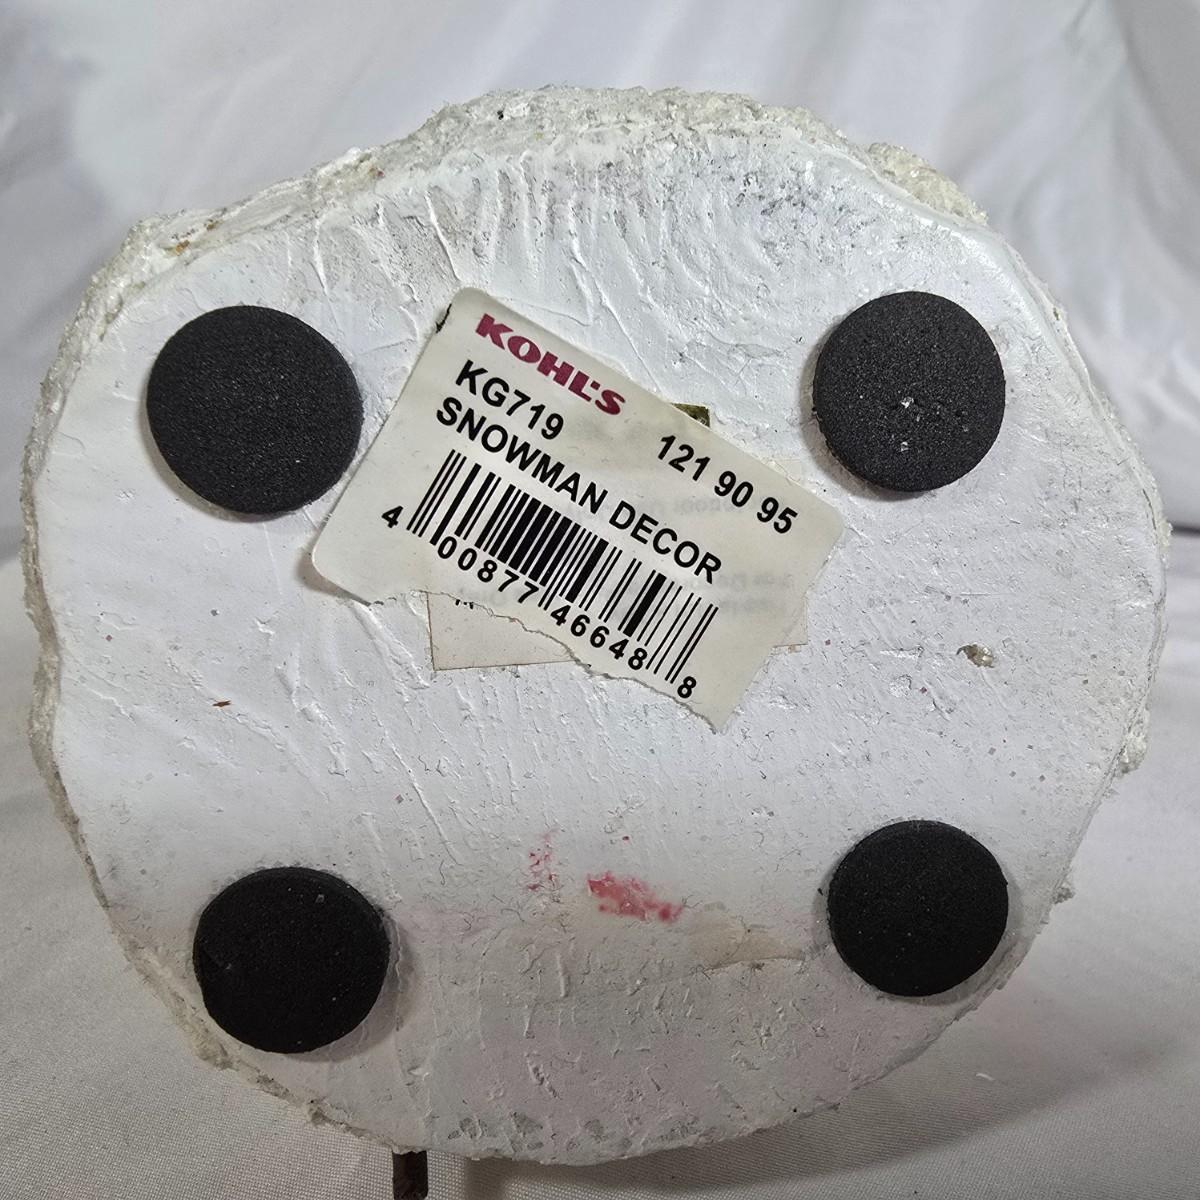 KOHL'S
KG719 121 90 95
SNOWMAN DECOR
4 00877 46648 8